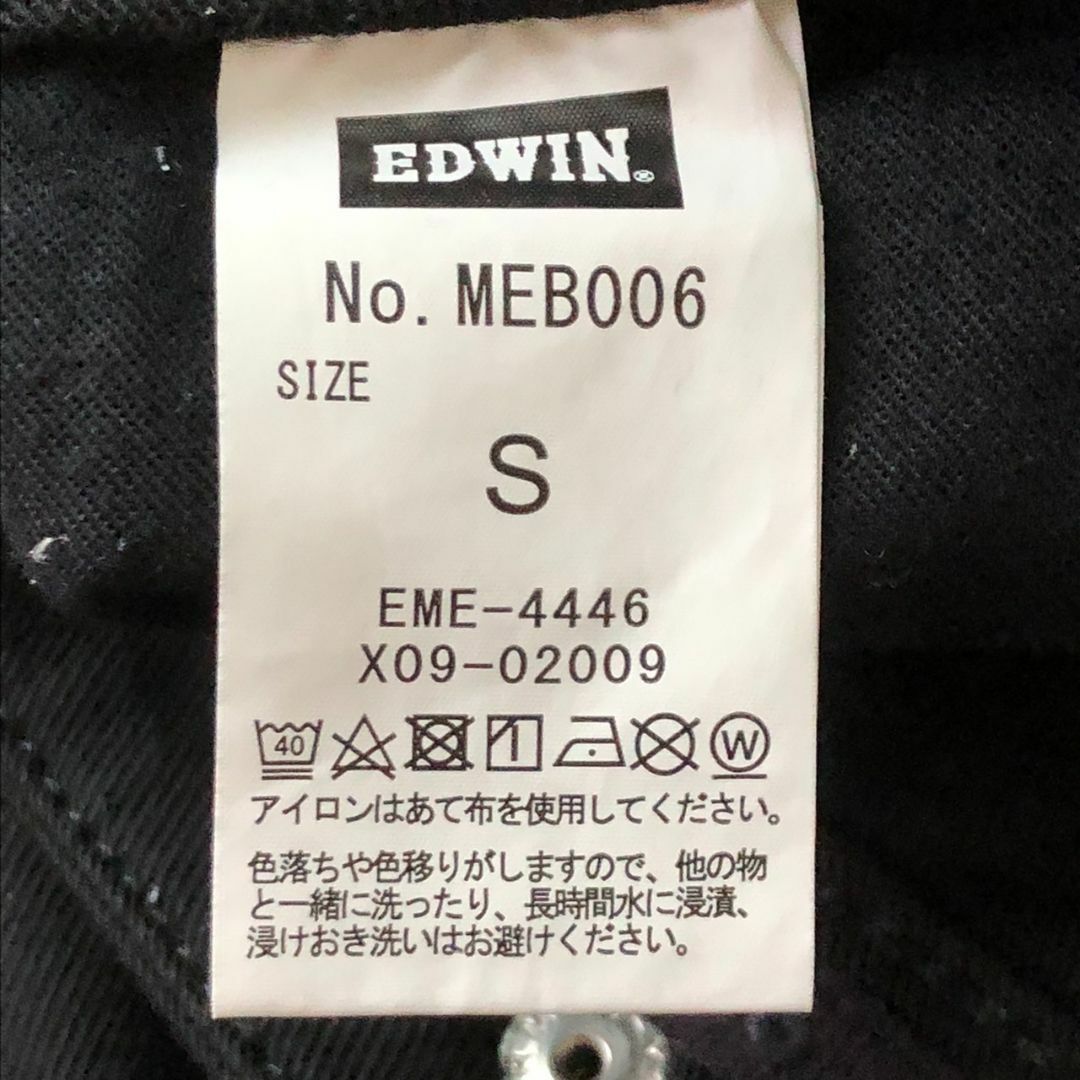 EDWIN®
No. MEB006
SIZE
S
EME-4446
X09-02009
40 W
アイロンはあて布を使用してください。
色落ちや色移りがしますので、他の物
と一緒に洗ったり、長時間水に浸漬、
浸けおき洗いはお避けください。